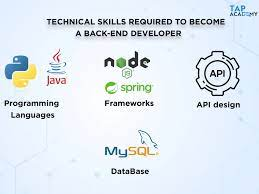 TAP
ACADEMY
TECHNICAL SKILLS REQUIRED TO BECOME
A BACK-END DEVELOPER
Java
node
JS
spring
API
Programming
Languages
Frameworks
API design
MySQL
DataBase